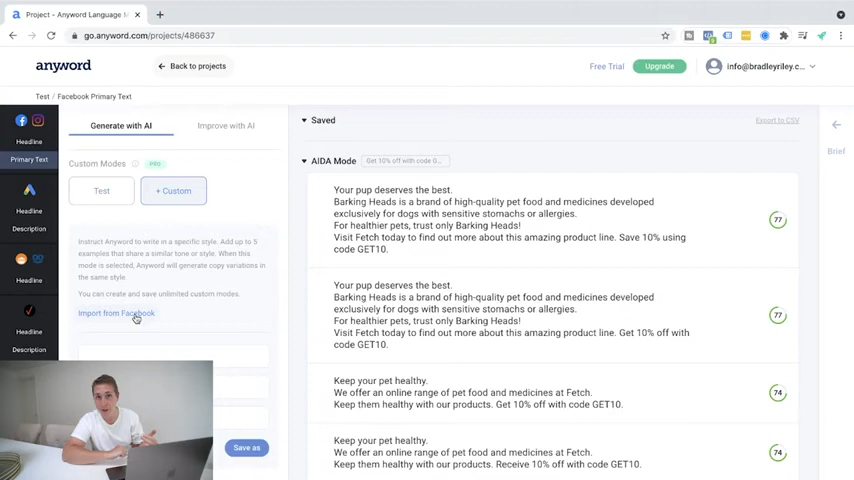 Project - Anyword Language M
go.anyword.com/projects/486637
anyword
Back to projects
Free Trial
Upgrade
info@bradleyriley.c...
Test / Facebook Primary Text
Headline
Primary Text
Headline
Description
Headline
Headline
Description
Generate with AI
Improve with AI
Custom Modes
PRO
Test
+ Custom
Instruct Anyword to write in a specific style. Add up to 5
examples that share a similar tone or style. When this
mode is selected, Anyword will generate copy variations in
the same style.
You can create and save unlimited custom modes.
Import from Facebook
Save as
Saved
Export to CSV
AIDA Mode
Get 10% off with code G...
Your pup deserves the best.
Barking Heads is a brand of high-quality pet food and medicines developed
exclusively for dogs with sensitive stomachs or allergies.
For healthier pets, trust only Barking Heads!
Visit Fetch today to find out more about this amazing product line. Save 10% using
code GET10.
77
Your pup deserves the best.
Barking Heads is a brand of high-quality pet food and medicines developed
exclusively for dogs with sensitive stomachs or allergies.
For healthier pets, trust only Barking Heads!
Visit Fetch today to find out more about this amazing product line. Get 10% off with
code GET10.
77
Keep your pet healthy.
We offer an online range of pet food and medicines at Fetch.
Keep them healthy with our products. Get 10% off with code GET10.
74
Keep your pet healthy.
We offer an online range of pet food and medicines at Fetch.
Keep them healthy with our products. Receive 10% off with code GET10.
74
Brief